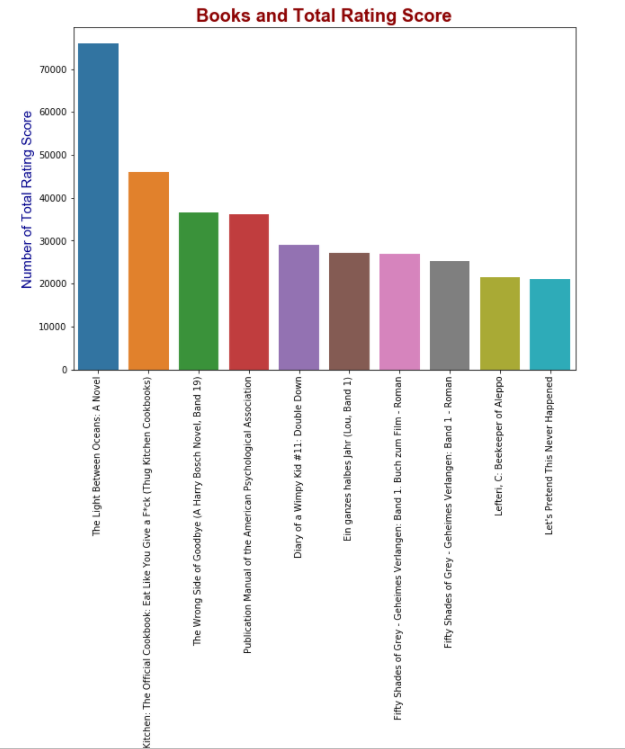 Books and Total Rating Score
Number of Total Rating Score
70000
60000
50000
40000
30000
20000
10000
0
The Light Between Oceans: A Novel
Kitchen: The Official Cookbook: Eat Like You Give a F*ck (Thug Kitchen Cookbooks)
The Wrong Side of Goodbye (A Harry Bosch Novel, Band 19)
Publication Manual of the American Psychological Association
Diary of a Wimpy Kid #11: Double Down
Ein ganzes halbes Jahr (Lou, Band 1)
Fifty Shades of Grey - Geheimes Verlangen: Band 1. Buch zum Film - Roman
Fifty Shades of Grey - Geheimes Verlangen: Band 1 - Roman
Lefteri, C: Beekeeper of Aleppo
Let's Pretend This Never Happened